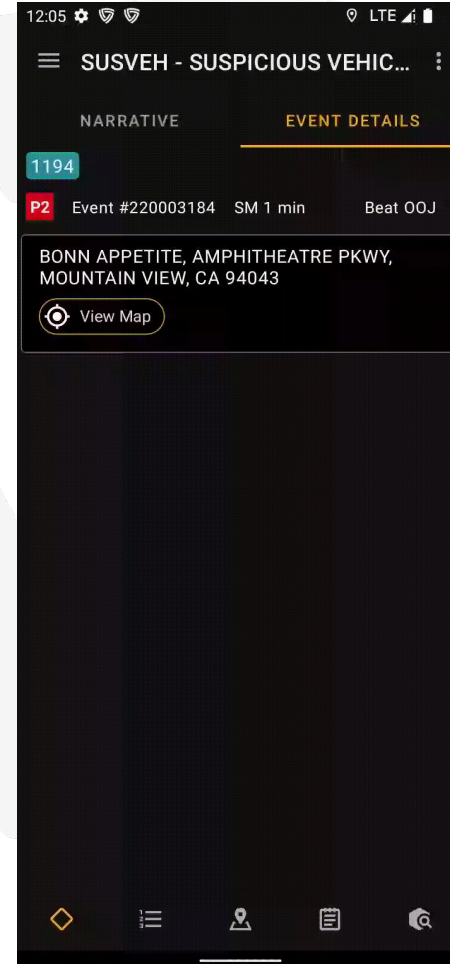 12:05 LTE
SUSVEH - SUSPICIOUS VEHIC...
NARRATIVE EVENT DETAILS
1194
P2 Event #220003184 SM 1 min Beat OOJ
BONN APPETITE, AMPHITHEATRE PKWY,
MOUNTAIN VIEW, CA 94043
View Map